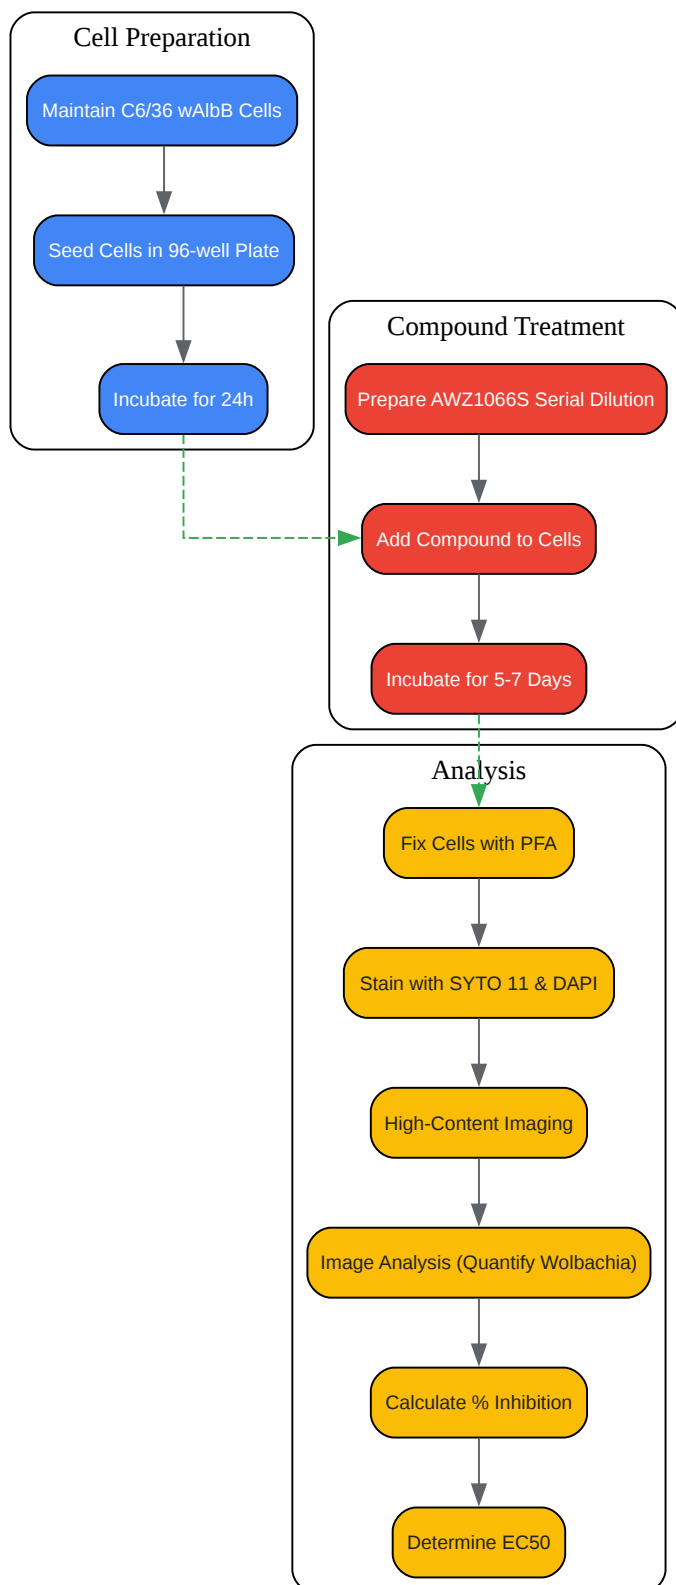 Cell Preparation
Maintain C6/36 wAlbB Cells
Seed Cells in 96-well Plate
Incubate for 24h
Compound Treatment
Prepare AWZ1066S Serial Dilution
Add Compound to Cells
Incubate for 5-7 Days
Analysis
Fix Cells with PFA
Stain with SYTO 11 & DAPI
High-Content Imaging
Image Analysis (Quantify Wolbachia)
Calculate % Inhibition
Determine EC50